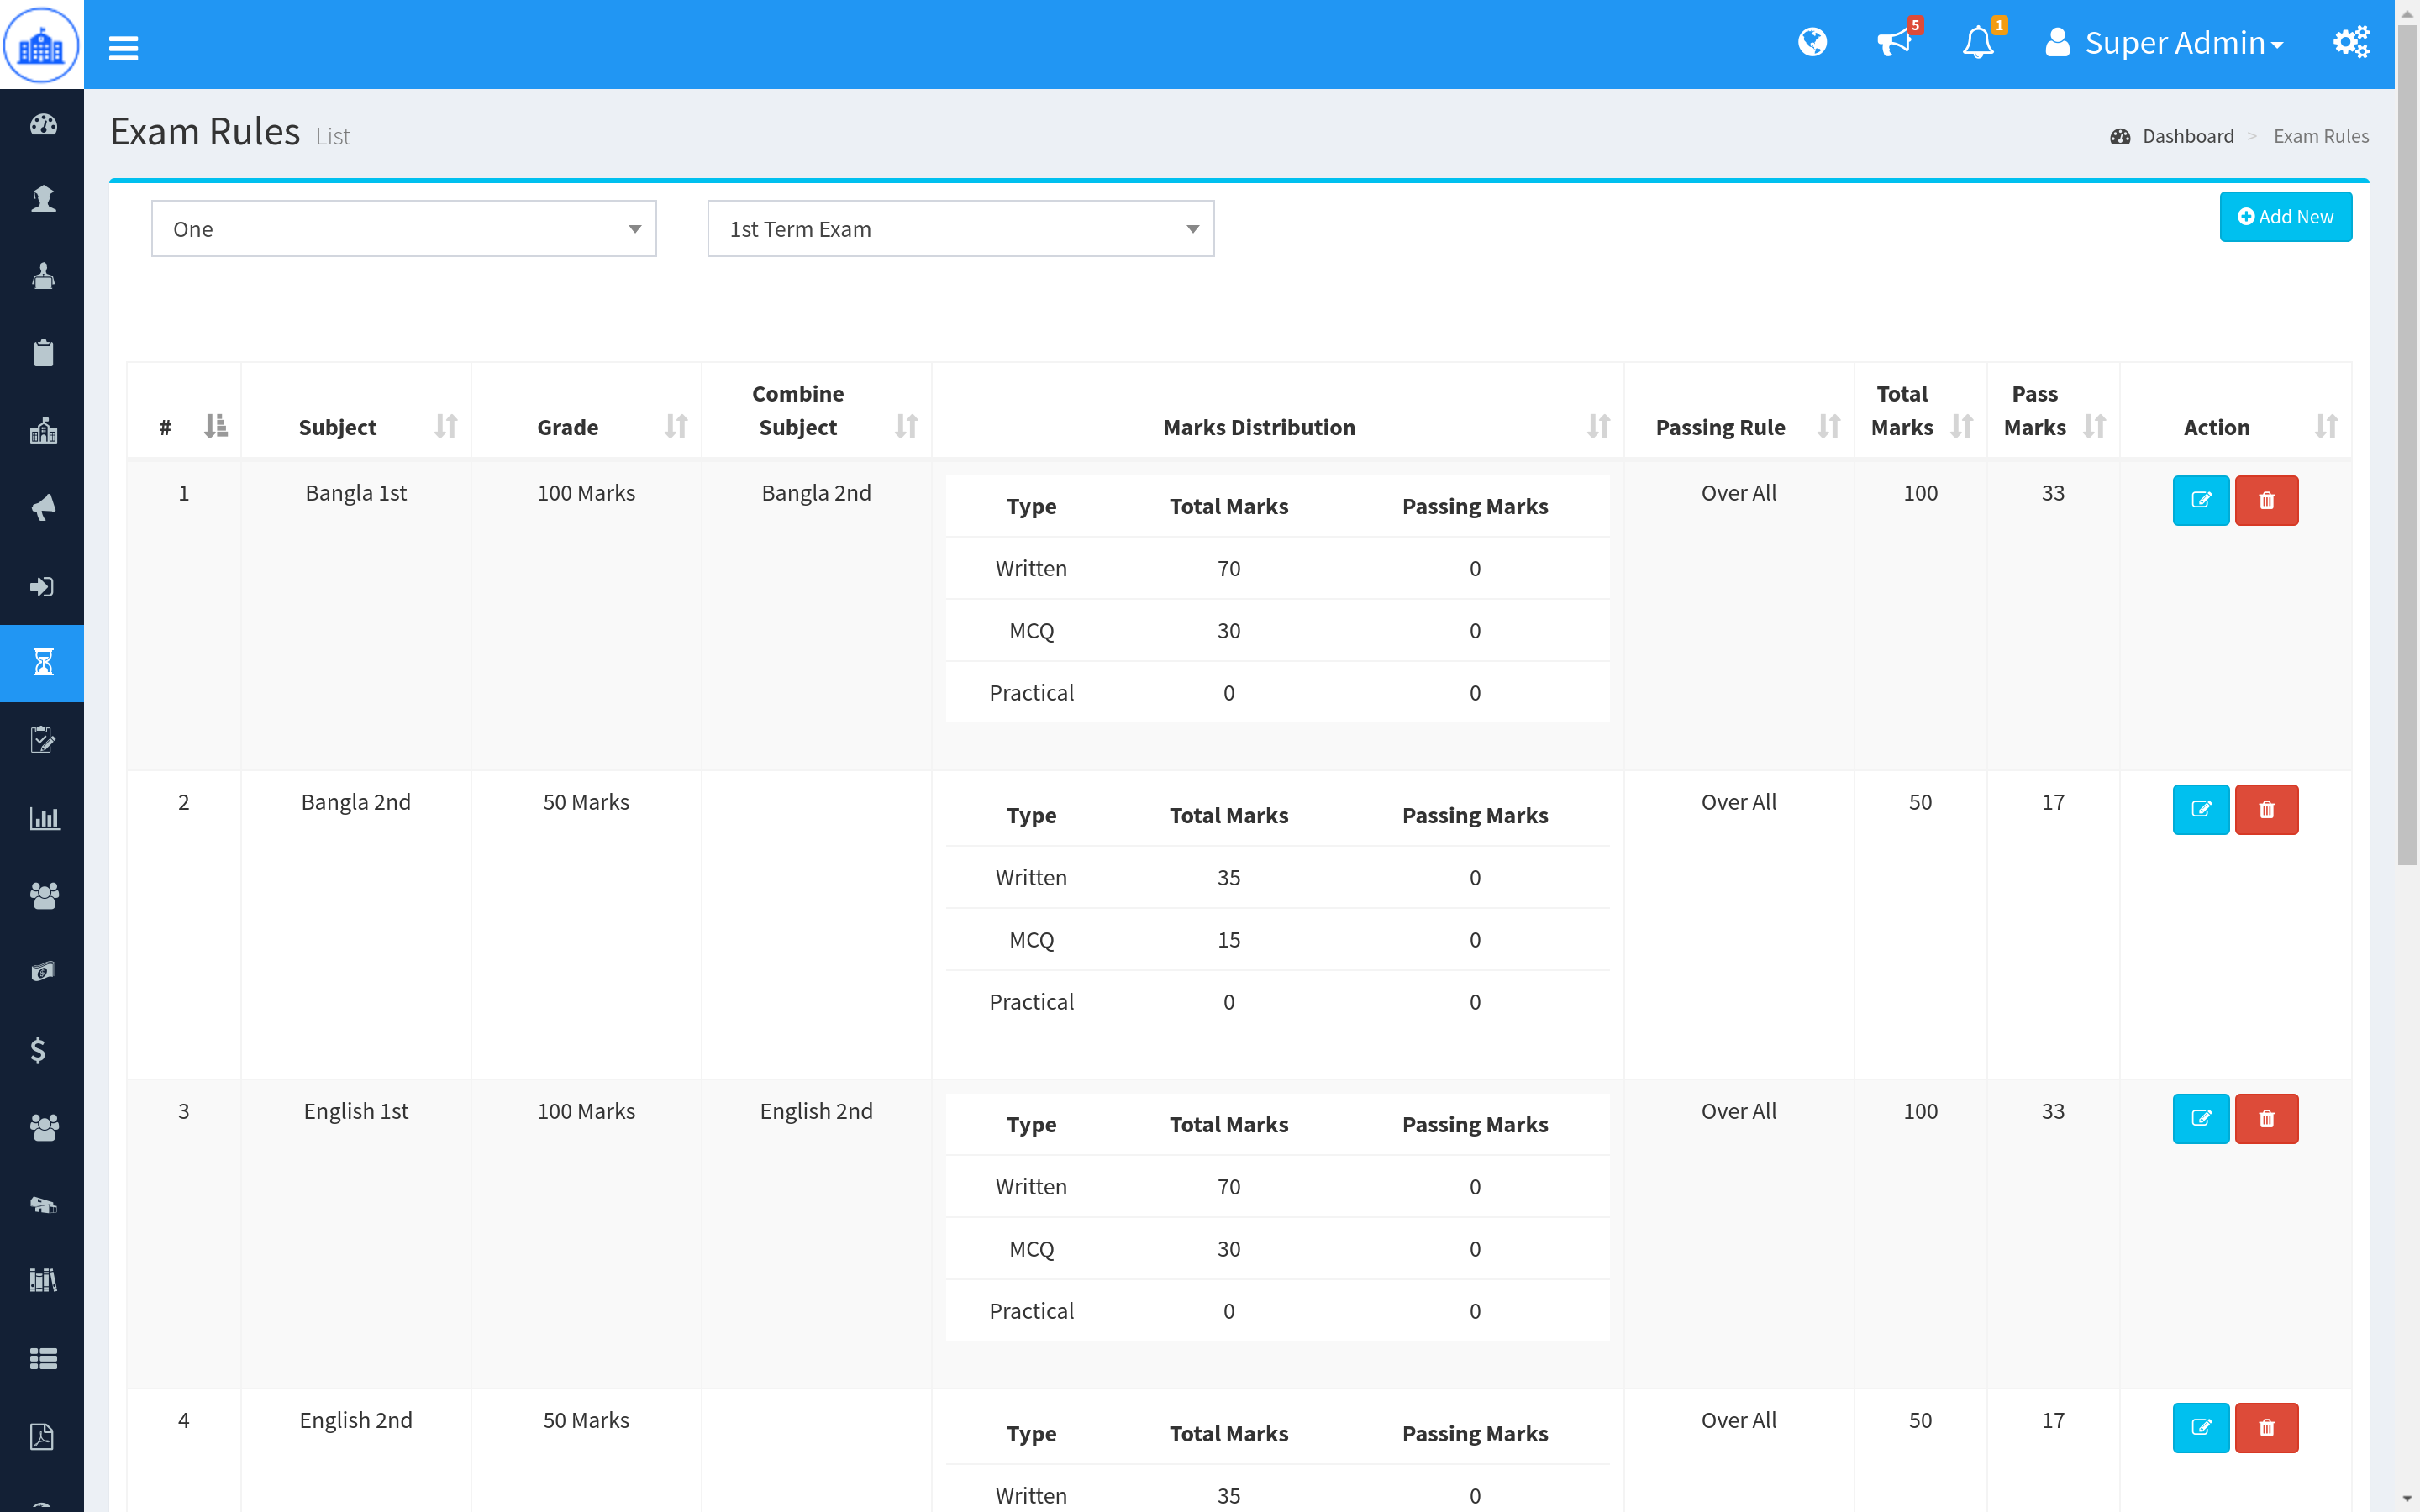 5
1
Super Admin
Exam Rules List
Dashboard > Exam Rules
One
1st Term Exam
Add New
# Subject Grade Combine Subject Marks Distribution Passing Rule Total Marks Pass Marks Action
1 Bangla 1st 100 Marks Bangla 2nd Over All 100 33
Type Total Marks Passing Marks
Written 70 0
MCQ 30 0
Practical 0 0
2 Bangla 2nd 50 Marks Over All 50 17
Type Total Marks Passing Marks
Written 35 0
MCQ 15 0
Practical 0 0
3 English 1st 100 Marks English 2nd Over All 100 33
Type Total Marks Passing Marks
Written 70 0
MCQ 30 0
Practical 0 0
4 English 2nd 50 Marks Over All 50 17
Type Total Marks Passing Marks
Written 35 0